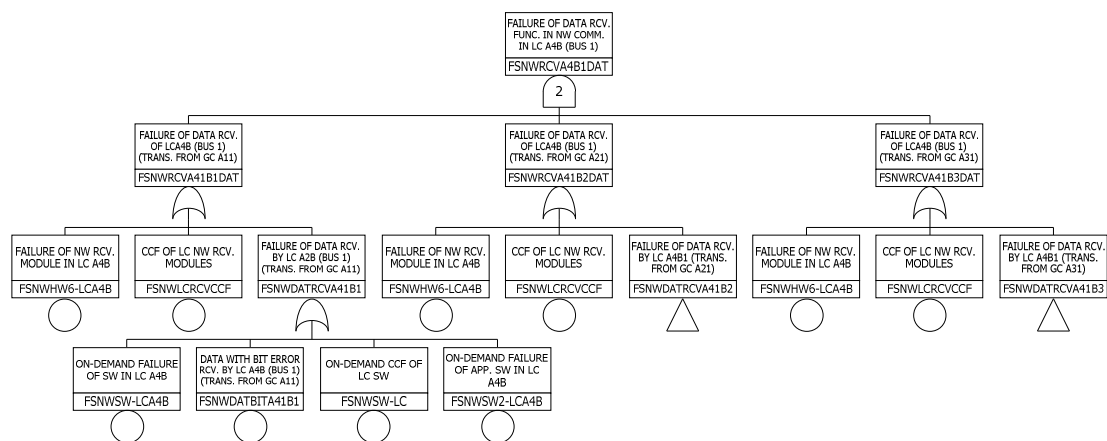 FAILURE OF DATA RCV.
FUNC. IN NW COMM.
IN LC A4B (BUS 1)
FSNWRCVA4B1DAT
2
FAILURE OF DATA RCV.
OF LCA4B (BUS 1)
(TRANS. FROM GC A11)
FSNWRCVA41B1DAT
FAILURE OF DATA RCV.
OF LCA4B (BUS 1)
(TRANS. FROM GC A21)
FSNWRCVA41B2DAT
FAILURE OF DATA RCV.
OF LCA4B (BUS 1)
(TRANS. FROM GC A31)
FSNWRCVA41B3DAT
FAILURE OF NW RCV.
MODULE IN LC A4B
FSNWHW6-LCA4B
CCF OF LC NW RCV.
MODULES
FSNWLCRCVCCF
FAILURE OF DATA RCV.
BY LC A2B (BUS 1)
(TRANS. FROM GC A11)
FSNWDATRCVA41B1
FAILURE OF NW RCV.
MODULE IN LC A4B
FSNWHW6-LCA4B
CCF OF LC NW RCV.
MODULES
FSNWLCRCVCCF
FAILURE OF DATA RCV.
BY LC A4B1 (TRANS.
FROM GC A21)
FSNWDATRCVA41B2
FAILURE OF NW RCV.
MODULE IN LC A4B
FSNWHW6-LCA4B
CCF OF LC NW RCV.
MODULES
FSNWLCRCVCCF
FAIULRE OF DATA RCV.
BY LC A4B1 (TRANS.
FROM GC A31)
FSNWDATRCVA41B3
ON-DEMAND FAILURE
OF SW IN LC A4B
FSNWSW-LCA4B
DATA WITH BIT ERROR
RCV. BY LC A4B (BUS 1)
(TRANS. FROM GC A11)
FSNWDATBITA41B1
ON-DEMAND CCF OF
LC SW
FSNWSW-LC
ON-DEMAND FAILURE
OF APP. SW IN LC
A4B
FSNWSW2-LCA4B